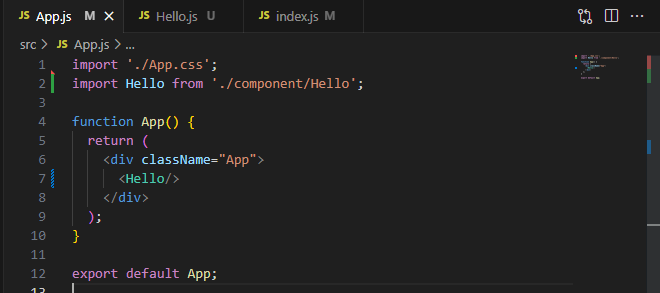 JS App.js M × JS Hello.js U JS index.js M ...
src > JS App.js > ...
1 import './App.css';
2 import Hello from './component/Hello';
3
4 function App() {
5 return (
6 <div className="App">
7 <Hello/>
8 </div>
9 );
10 }
11
12 export default App;
13